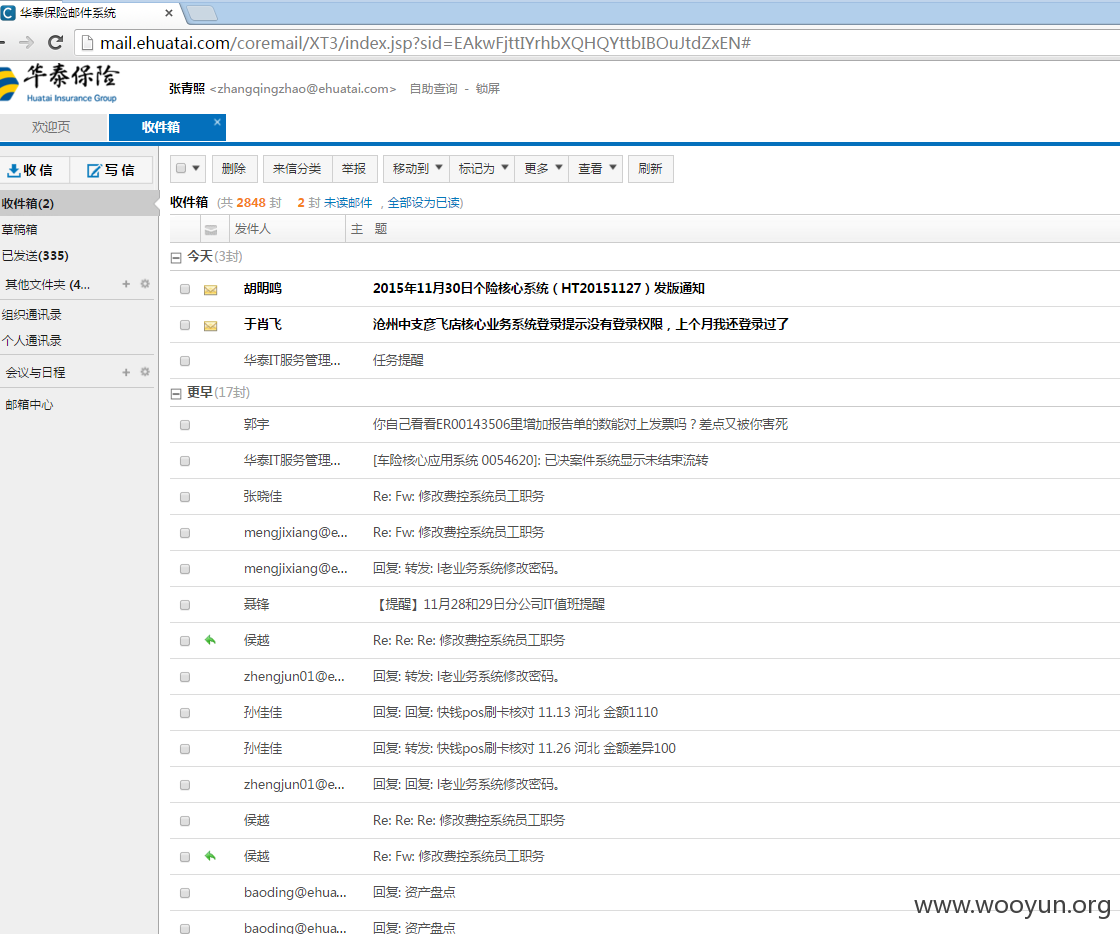 华泰保险邮件系统 ×
mail.ehuatai.com/coremail/XT3/index.jsp?sid=EAkwFjttIYrhbXQHQYttbIBOuJtdZxEN#
华泰保险
Huatai Insurance Group
张青照 <zhangqingzhao@ehuatai.com> 自助查询 - 锁屏
欢迎页 收件箱 ×
收信 写信 删除 来信分类 举报 移动到 标记为 更多 查看 刷新
收件箱(2)
草稿箱
已发送(335)
其他文件夹 (4... +
组织通讯录
个人通讯录
会议与日程 +
邮箱中心
收件箱 (共 2848 封 2 封 未读邮件 , 全部设为已读)
发件人 主 题
今天(3封)
胡明鸣 2015年11月30日个险核心系统(HT20151127)发版通知
于肖飞 沧州中支彦飞店核心业务系统登录提示没有登录权限,上个月我还登录过了
华泰IT服务管理... 任务提醒
更早(17封)
郭宇 你自己看看ER00143506里增加报告单的数能对上发票吗?差点又被你害死
华泰IT服务管理... [车险核心应用系统 0054620]: 已决案件系统显示未结束流转
张晓佳 Re: Fw: 修改费控系统员工职务
mengjixiang@e... Re: Fw: 修改费控系统员工职务
mengjixiang@e... 回复: 转发: l老业务系统修改密码。
聂锋 【提醒】11月28和29日分公司IT值班提醒
侯越 Re: Re: Re: 修改费控系统员工职务
zhengjun01@e... 回复: 转发: l老业务系统修改密码。
孙佳佳 回复: 回复: 快钱pos刷卡核对 11.13 河北 金额1110
孙佳佳 回复: 转发: 快钱pos刷卡核对 11.26 河北 金额差异100
zhengjun01@e... 回复: 回复: l老业务系统修改密码。
侯越 Re: Re: Re: 修改费控系统员工职务
侯越 Re: Fw: 修改费控系统员工职务
baoding@ehua... 回复: 资产盘点
baoding@ehua... 回复: 资产盘点
www.wooyun.org